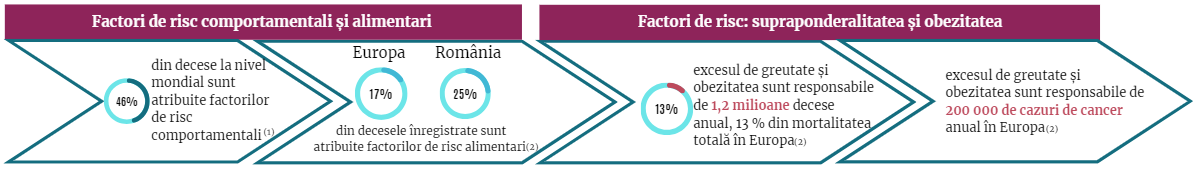 Factori de risc comportamentali și alimentari
46%
din decese la nivel
mondial sunt
atribuite factorilor
de risc
comportamentali (1)
Europa
România
17%
25%
din decesele înregistrate sunt
atribuite factorilor de risc alimentari(2)
Factori de risc: supraponderalitatea și obezitatea
13%
excesul de greutate și
obezitatea sunt responsabile
de 1,2 milioane decese
anual, 13 % din mortalitatea
totală în Europa(2)
excesul de greutate și
obezitatea sunt responsabile de
200 000 de cazuri de cancer
anual în Europa(2)